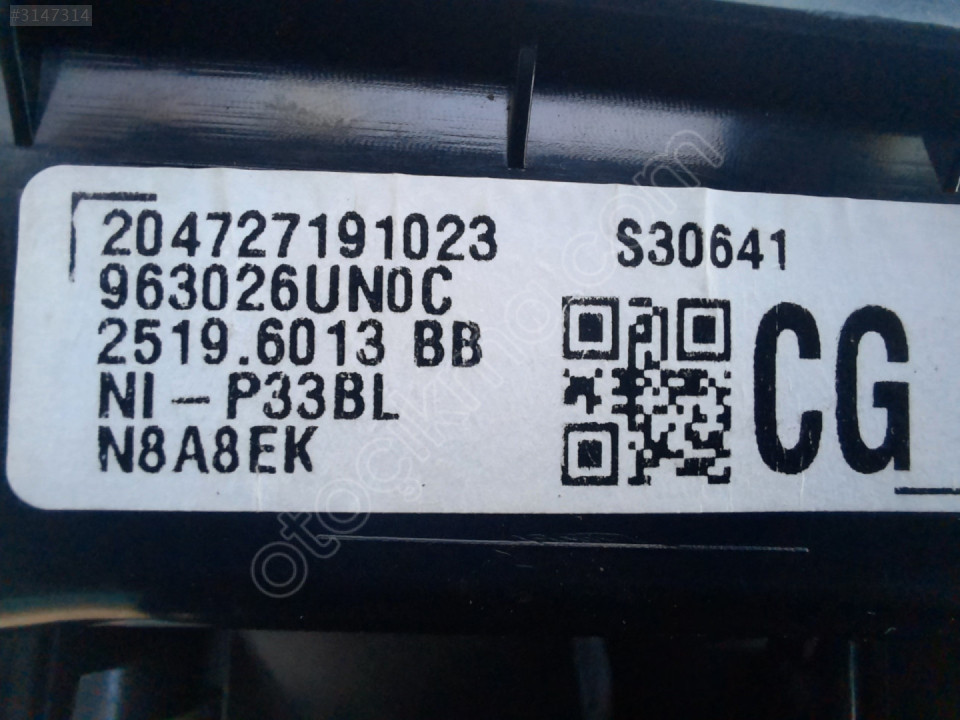 #3147314
204727191023
S30641
963026UN0C
2519.6013 BB
NI-P33BL
N8A8EK
CG
otoçıkma.com